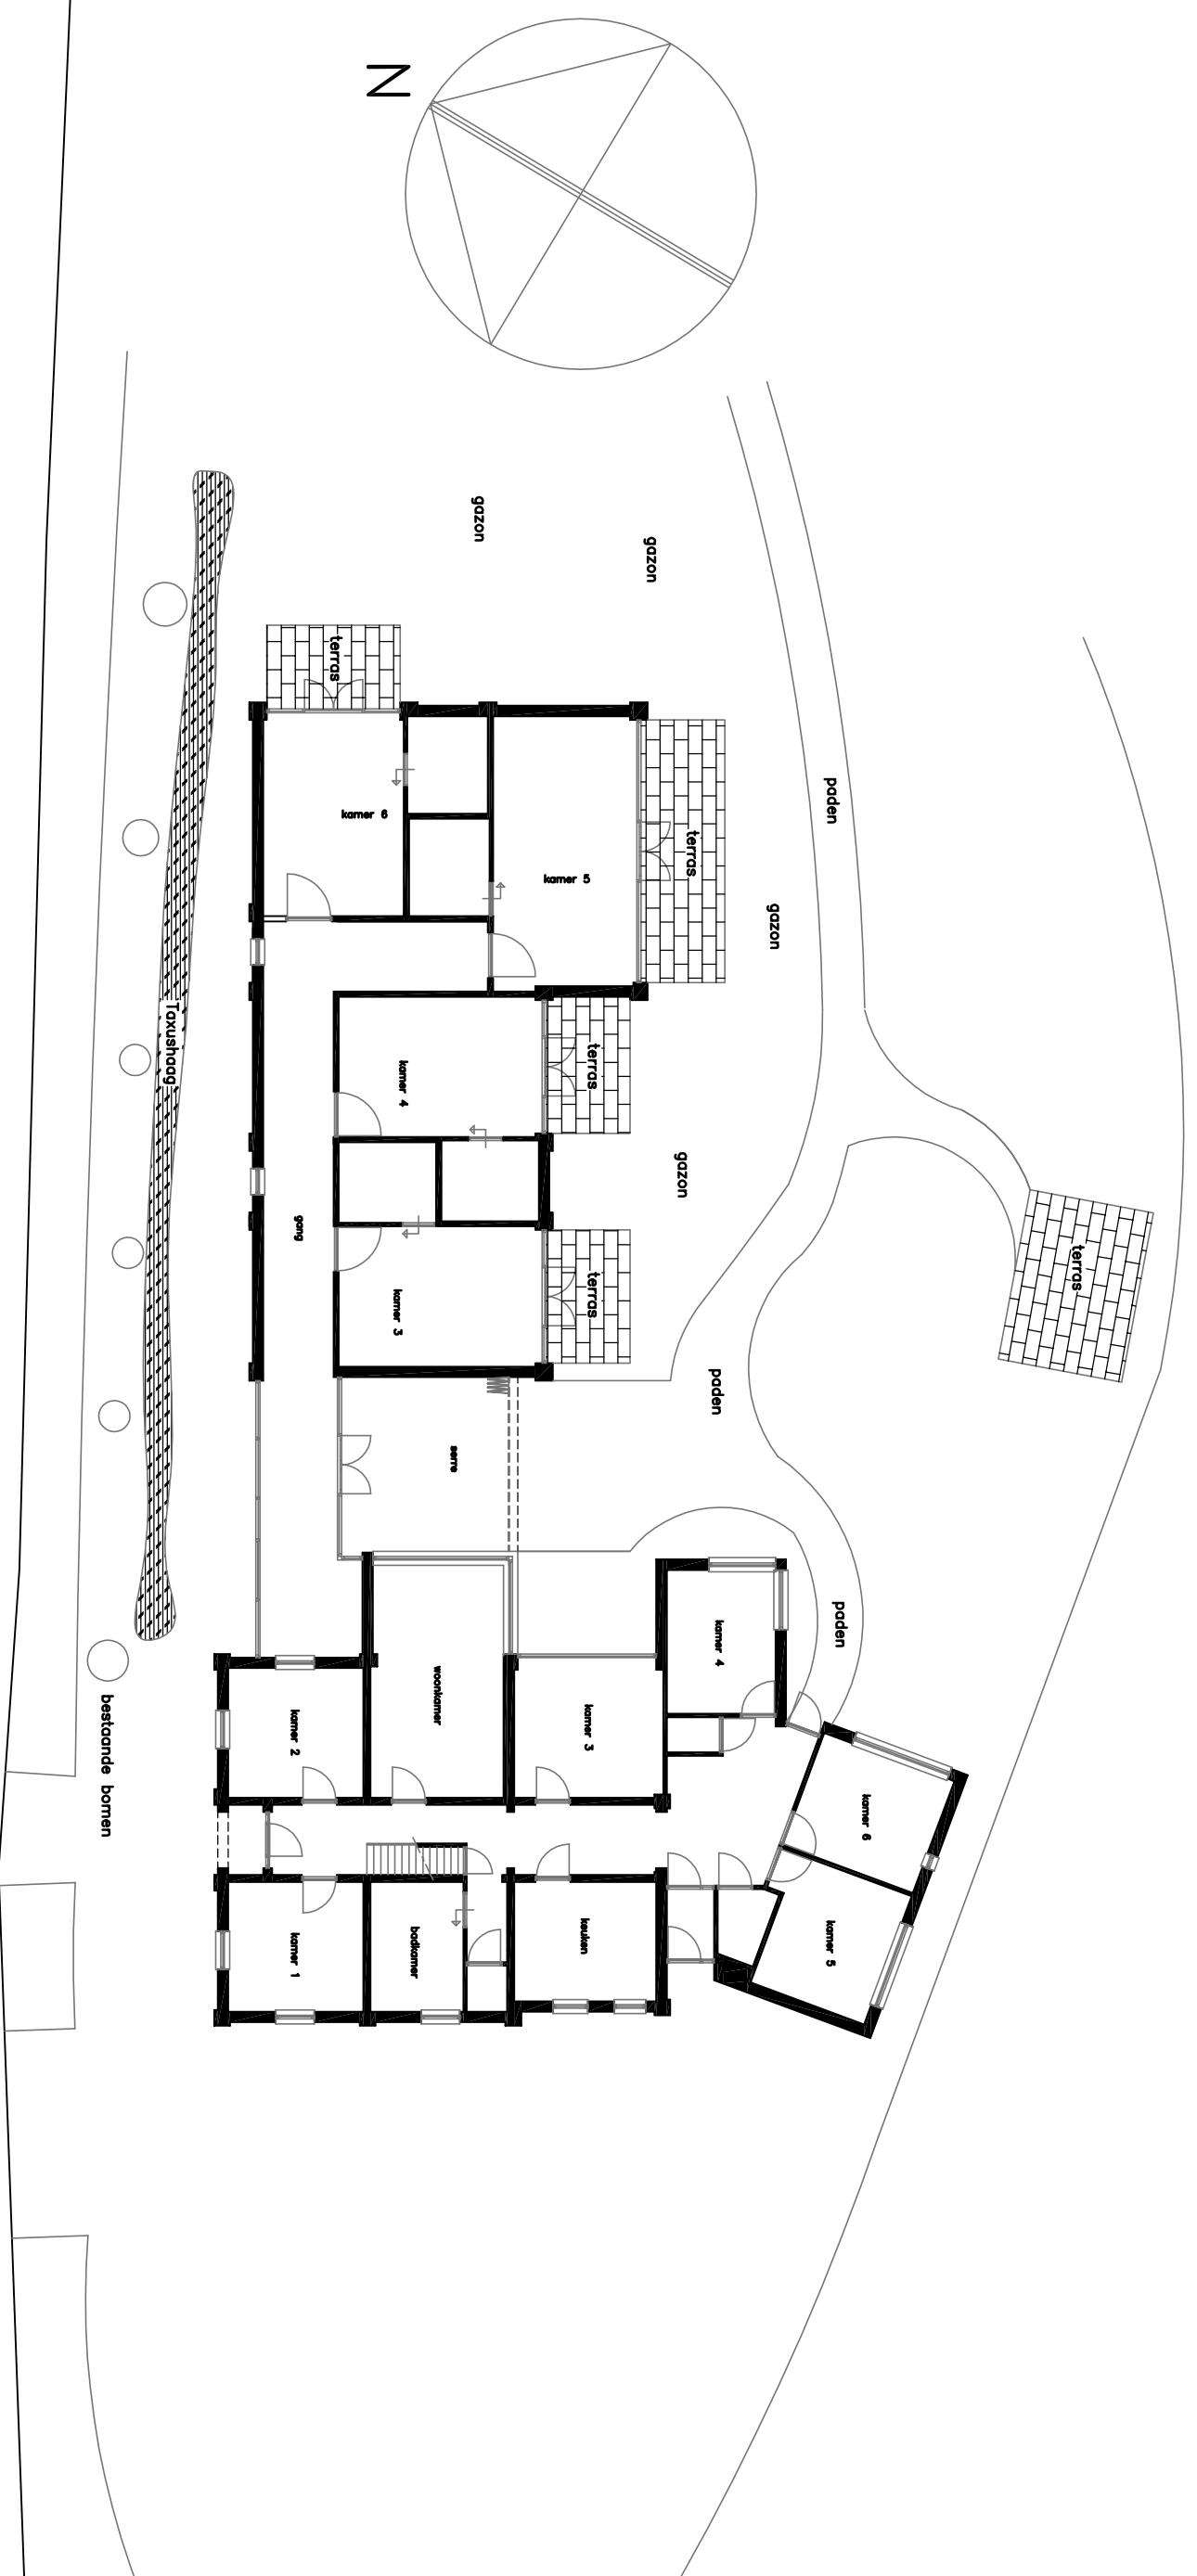 N
gazon
gazon
terras
kamer 6
kamer 5
terras
paden
gazon
Taxushaag
kamer 4
terras
gazon
gang
kamer 3
terras
terras
paden
serre
kamer 4
paden
woonkamer
kamer 2
kamer 3
bestaande bomen
kamer 6
kamer 1
badkamer
keuken
kamer 5